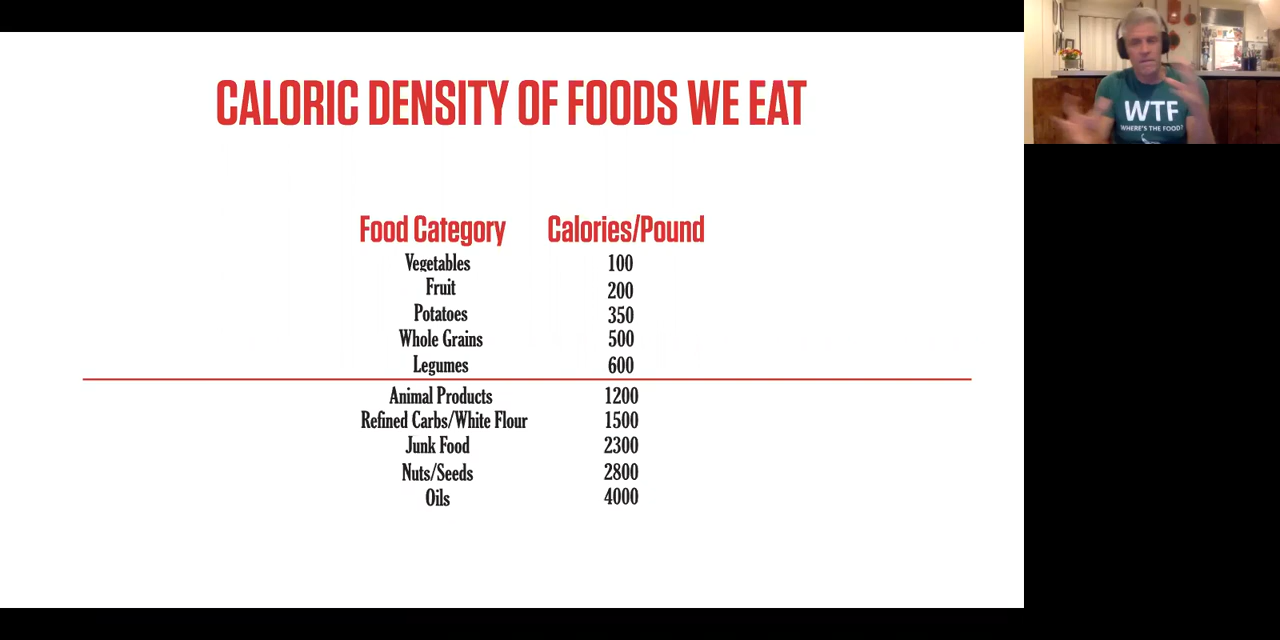 CALORIC DENSITY OF FOODS WE EAT
Food Category Calories/Pound
Vegetables 100
Fruit 200
Potatoes 350
Whole Grains 500
Legumes 600
Animal Products 1200
Refined Carbs/White Flour 1500
Junk Food 2300
Nuts/Seeds 2800
Oils 4000
WTF
WHERE'S THE FOOD?